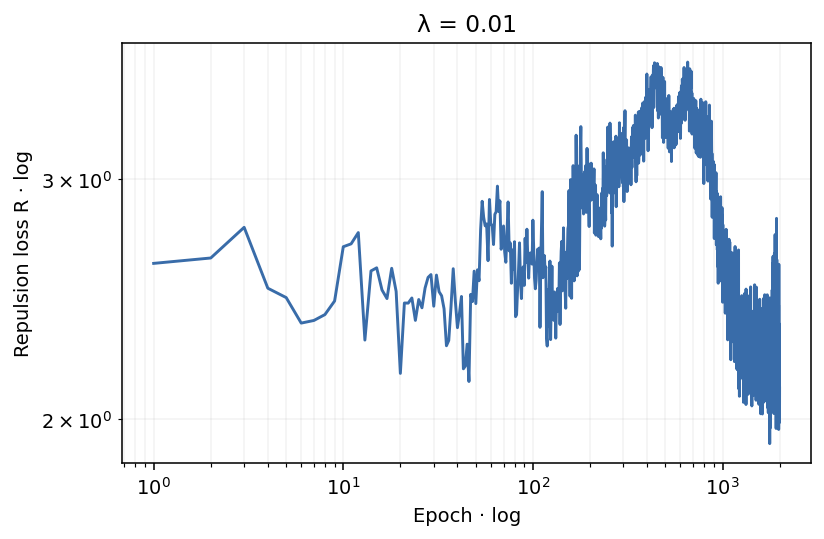 λ = 0.01
Repulsion loss R · log
3 × 10⁰
2 × 10⁰
10⁰ 10¹ 10² 10³
Epoch · log